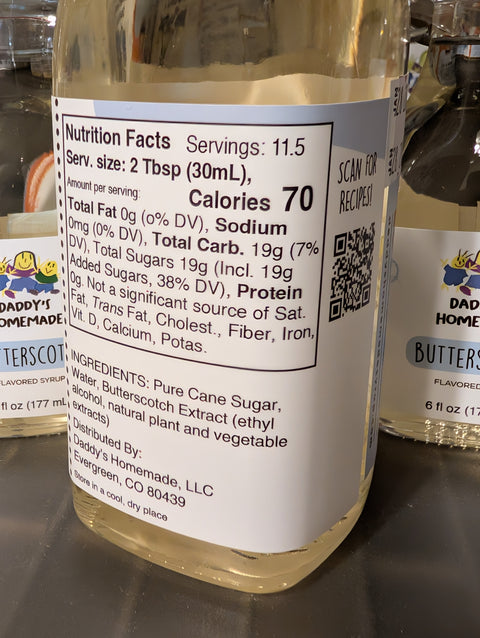 Nutrition Facts Servings: 11.5
Serv. size: 2 Tbsp (30mL),
Amount per serving:
Calories 70
Total Fat 0g (0% DV), Sodium
0mg (0% DV), Total Carb. 19g (7%
DV), Total Sugars 19g (Incl. 19g
Added Sugars, 38% DV), Protein
0g. Not a significant source of Sat.
Fat, Trans Fat, Cholest., Fiber, Iron,
Vit. D, Calcium, Potas.
INGREDIENTS: Pure Cane Sugar,
Water, Butterscotch Extract (ethyl
alcohol, natural plant and vegetable
extracts)
Distributed By:
Daddy's Homemade, LLC
Evergreen, CO 80439
Store in a cool, dry place
SCAN FOR
RECIPES!
JAN
DADDY'S
HOMEMADE
TTERSCOT
FLAVORED SYRUP
fl oz (177 mL
DAD
HOME
BUTTERS
FLAVORED
6 fl oz (17